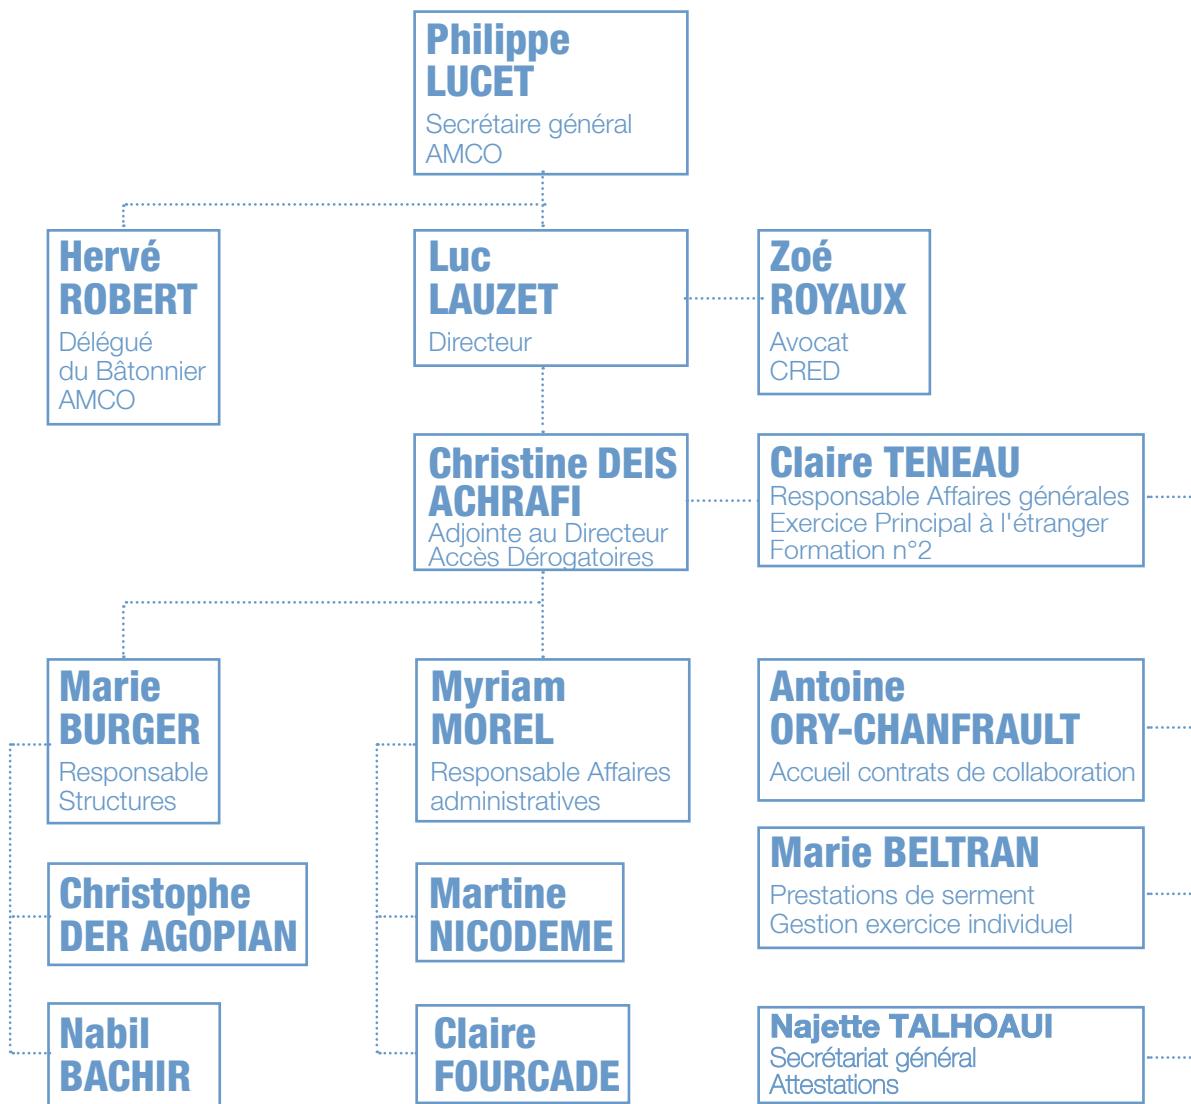 Philippe
LUCET
Secrétaire général
AMCO
Hervé
ROBERT
Délégué
du Bâtonnier
AMCO
Luc
LAUZET
Directeur
Zoé
ROYAUX
Avocat
CRED
Christine DEIS
ACHRAFI
Adjointe au Directeur
Accès Dérogatoires
Claire TENEAU
Responsable Affaires générales
Exercice Principal à l'étranger
Formation n°2
Marie
BURGER
Responsable
Structures
Myriam
MOREL
Responsable Affaires
administratives
Antoine
ORY-CHANFRAULT
Accueil contrats de collaboration
Christophe
DER AGOPIAN
Martine
NICODEME
Marie BELTRAN
Prestations de serment
Gestion exercice individuel
Nabil
BACHIR
Claire
FOURCADE
Najette TALHOAUI
Secrétariat général
Attestations